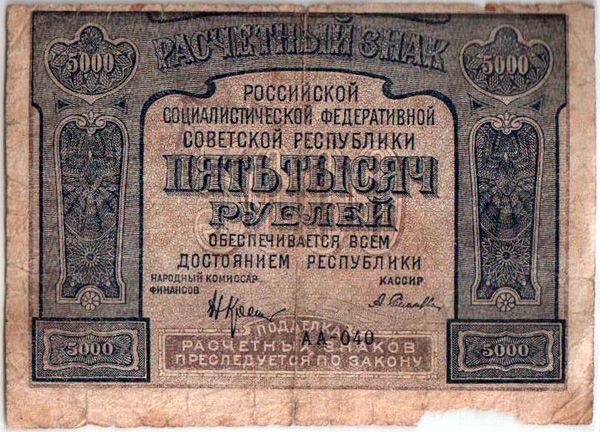 РАСЧЕТНЫЙ ЗНАК
5000 5000
РОССИЙСКОЙ
СОЦИАЛИСТИЧЕСКОЙ ФЕДЕРАТИВНОЙ
СОВЕТСКОЙ РЕСПУБЛИКИ
ПЯТЬ ТЫСЯЧ
РУБЛЕЙ
ОБЕСПЕЧИВАЕТСЯ ВСЕМ
ДОСТОЯНИЕМ РЕСПУБЛИКИ
НАРОДНЫЙ КОМИССАР
ФИНАНСОВ
КАССИР
АА-040
ПОДДЕЛКА
РАСЧЕТНЫХ ЗНАКОВ
ПРЕСЛЕДУЕТСЯ ПО ЗАКОНУ
5000 5000